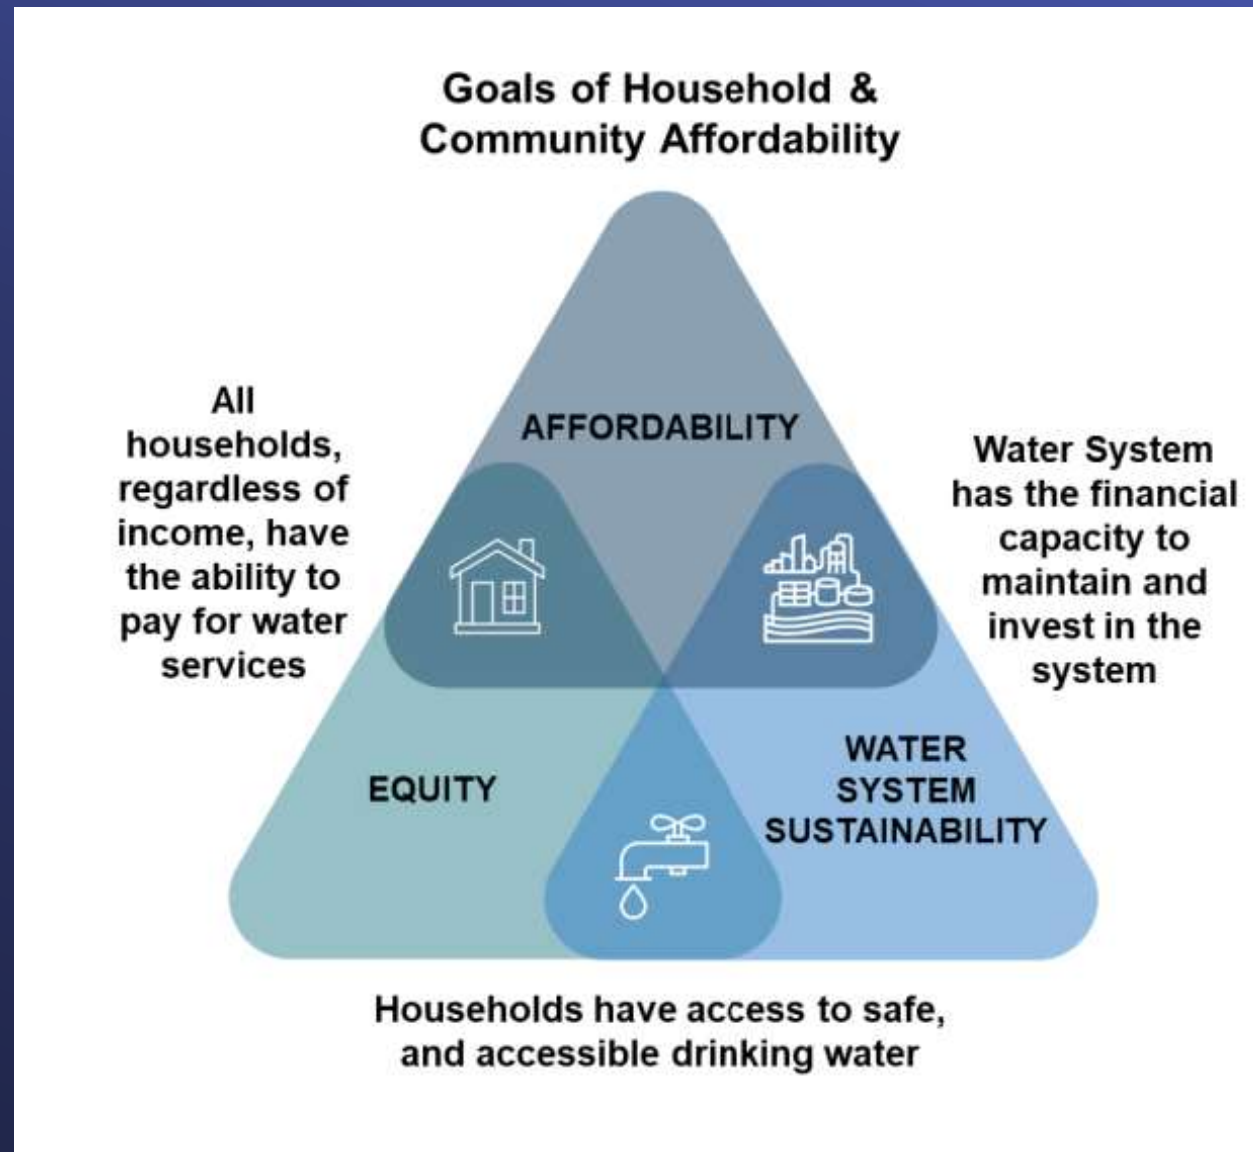 Goals of Household &
Community Affordability
All
households,
regardless of
income, have
the ability to
pay for water
services
AFFORDABILITY
Water System
has the financial
capacity to
maintain and
invest in the
system
EQUITY
WATER
SYSTEM
SUSTAINABILITY
Households have access to safe,
and accessible drinking water